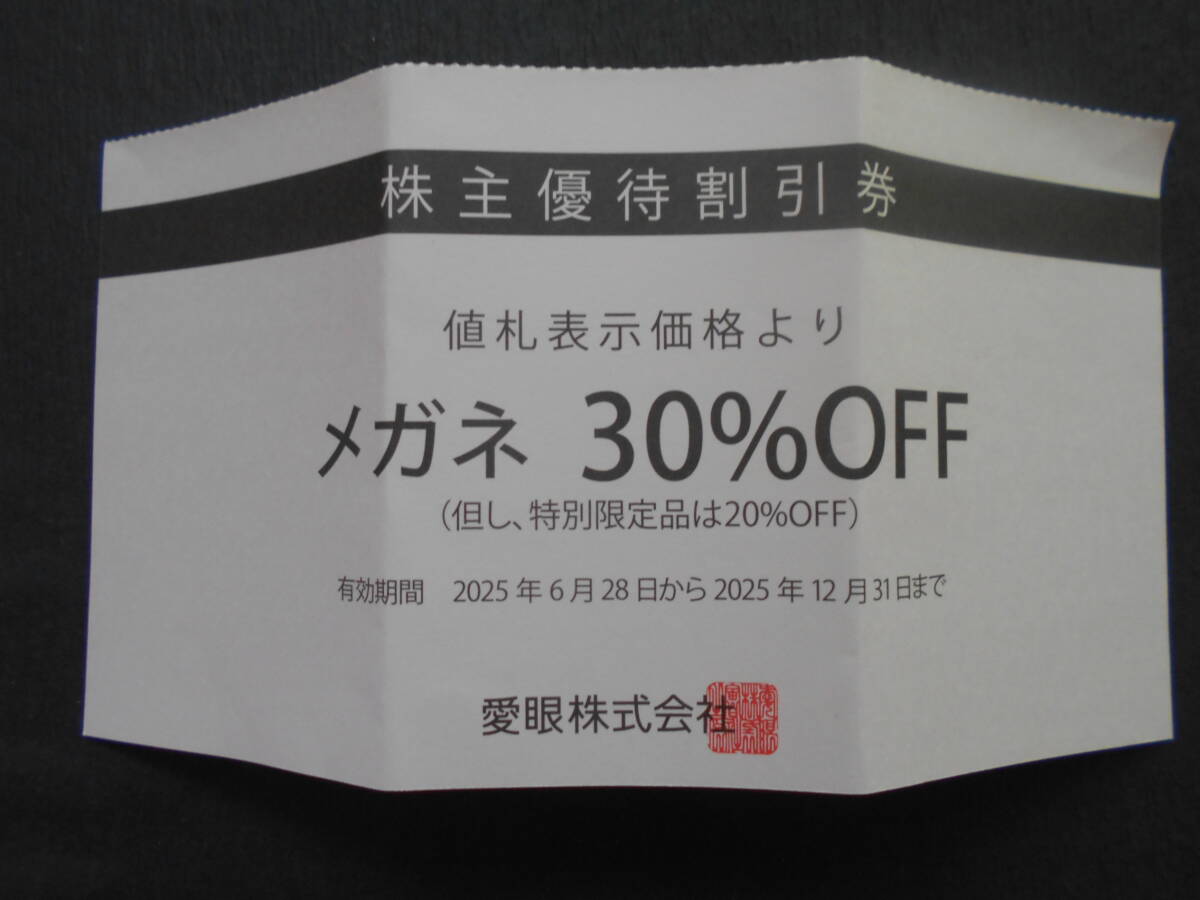 株主優待割引券
値札表示価格より
メガネ 30%OFF
（但し、特別限定品は20%OFF）
有効期間 2025年6月28日から2025年12月31日まで
愛眼株式会社